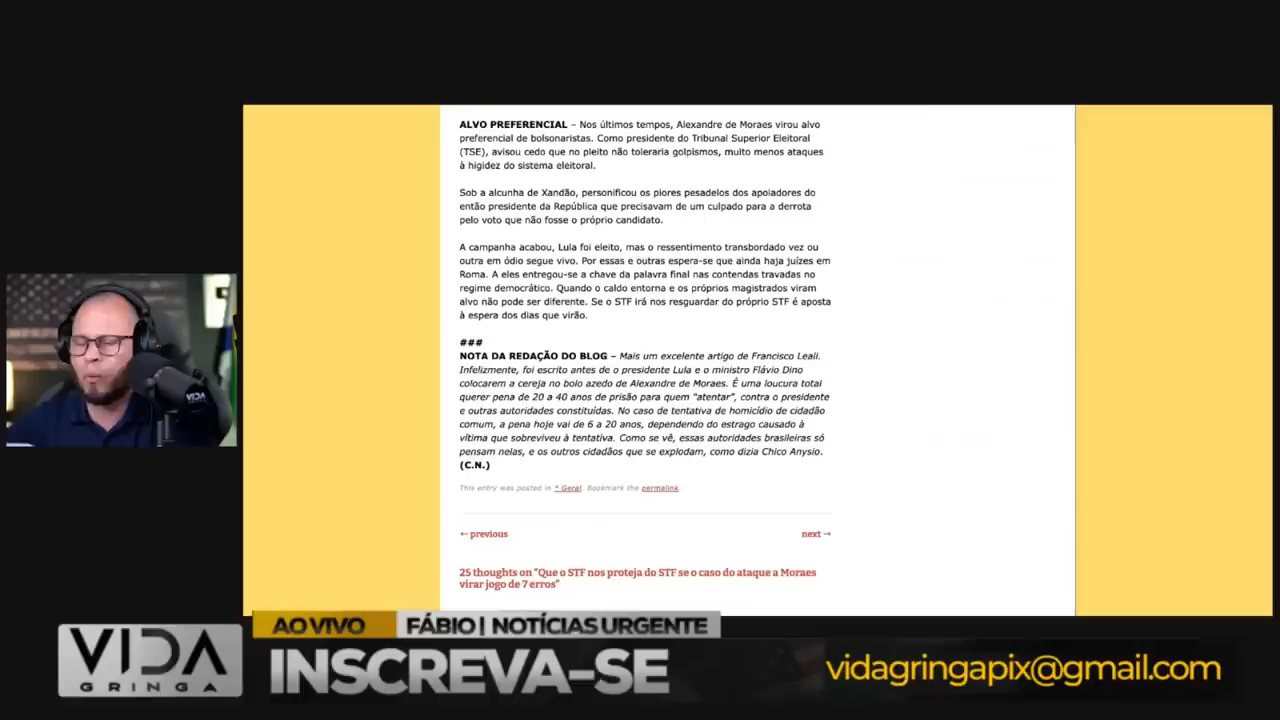 ALVO PREFERENCIAL – Nos últimos tempos, Alexandre de Moraes virou alvo
preferencial de bolsonaristas. Como presidente do Tribunal Superior Eleitoral
(TSE), avisou cedo que no pleito não toleraria golpismos, muito menos ataques
à higidez do sistema eleitoral.
Sob a alcunha de Xandão, personificou os piores pesadelos dos apoiadores do
então presidente da República que precisavam de um culpado para a derrota
pelo voto que não fosse o próprio candidato.
A campanha acabou, Lula foi eleito, mas o ressentimento transbordado vez ou
outra em ódio segue vivo. Por essas e outras espera-se que ainda haja juízes em
Roma. A eles entregou-se a chave da palavra final nas contendas travadas no
regime democrático. Quando o caldo entorna e os próprios magistrados viram
alvo não pode ser diferente. Se o STF irá nos resguardar do próprio STF é aposta
à espera dos dias que virão.
###
NOTA DA REDAÇÃO DO BLOG – Mais um excelente artigo de Francisco Leali.
Infelizmente, foi escrito antes de o presidente Lula e o ministro Flávio Dino
colocarem a cereja no bolo azedo de Alexandre de Moraes. É uma loucura total
querer pena de 20 a 40 anos de prisão para quem “atentar”, contra o presidente
e outras autoridades constituídas. No caso de tentativa de homicídio de cidadão
comum, a pena hoje vai de 6 a 20 anos, dependendo do estrago causado à
vítima que sobreviveu à tentativa. Como se vê, essas autoridades brasileiras só
pensam nelas, e os outros cidadãos que se explodam, como dizia Chico Anysio.
(C.N.)
This entry was posted in * Geral. Bookmark the permalink.
← previous
next →
25 thoughts on “Que o STF nos proteja do STF se o caso do ataque a Moraes
virar jogo de 7 erros”
VIDA
AO VIVO
FÁBIO | NOTÍCIAS URGENTE
VIDA
GRINGA
INSCREVA-SE
vidagringapix@gmail.com